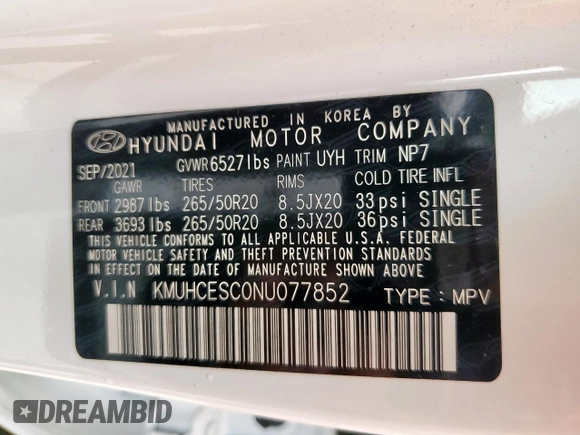 MANUFACTURED IN KOREA BY
HYUNDAI MOTOR COMPANY
SEP/2021 GVWR 6527lbs PAINT UYH TRIM NP7
GAWR TIRES RIMS COLD TIRE INFL
FRONT 2987 lbs 265/50R20 8.5JX20 33psi SINGLE
REAR 3693 lbs 265/50R20 8.5JX20 36psi SINGLE
THIS VEHICLE CONFORMS TO ALL APPLICABLE U.S.A. FEDERAL
MOTOR VEHICLE SAFETY AND THEFT PREVENTION STANDARDS
IN EFFECT ON THE DATE OF MANUFACTURE SHOWN ABOVE.
V.I.N KMUHCESC0NU077852 TYPE: MPV
DREAMBID